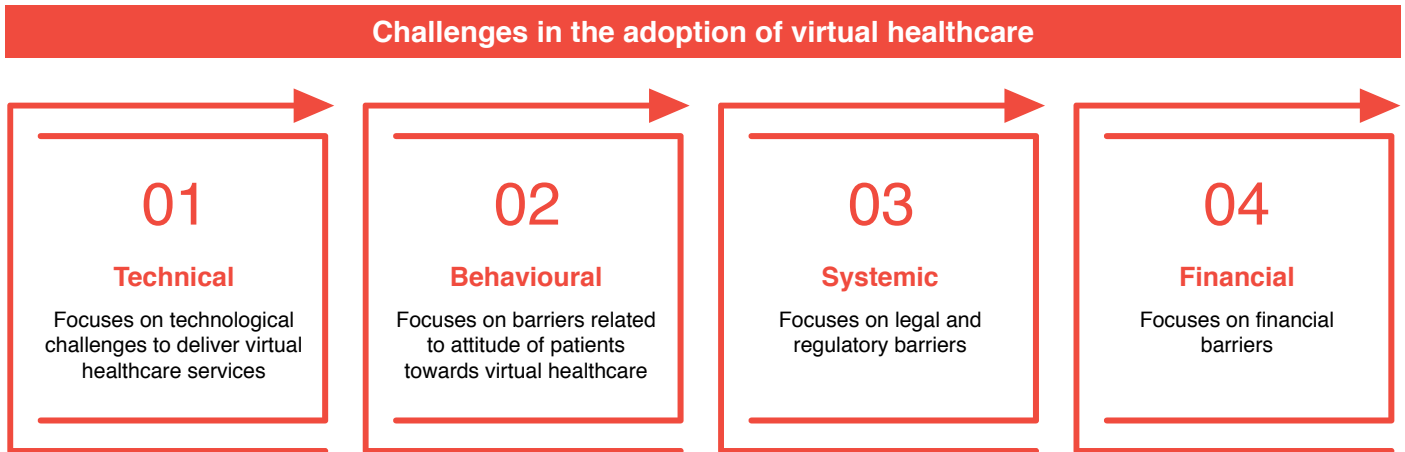 Challenges in the adoption of virtual healthcare
01
Technical
Focuses on technological
challenges to deliver virtual
healthcare services
02
Behavioural
Focuses on barriers related
to attitude of patients
towards virtual healthcare
03
Systemic
Focuses on legal and
regulatory barriers
04
Financial
Focuses on financial
barriers